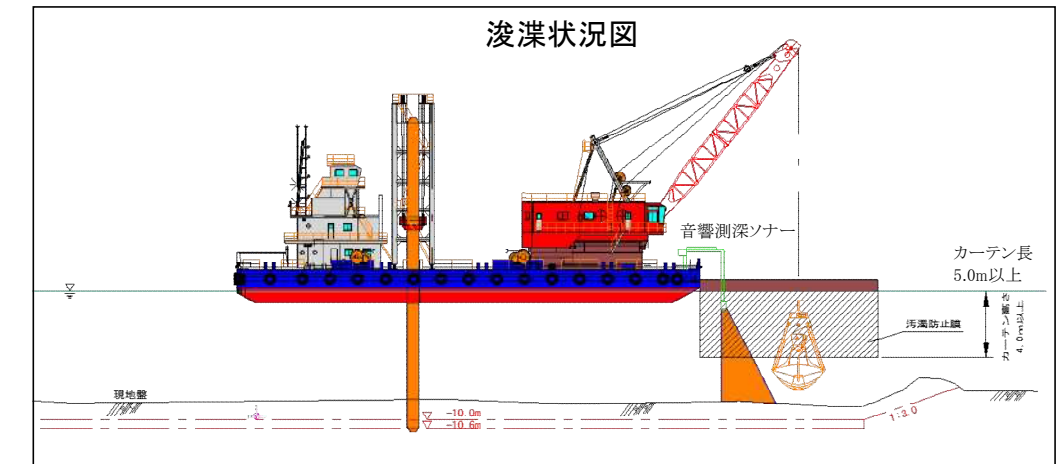 浚渫状況図
音響測深ソナー
カーテン長
5.0m以上
汚濁防止膜
カーテン高さ
4.0m以上
現地盤
-10.0m
-10.6m
1:3.0